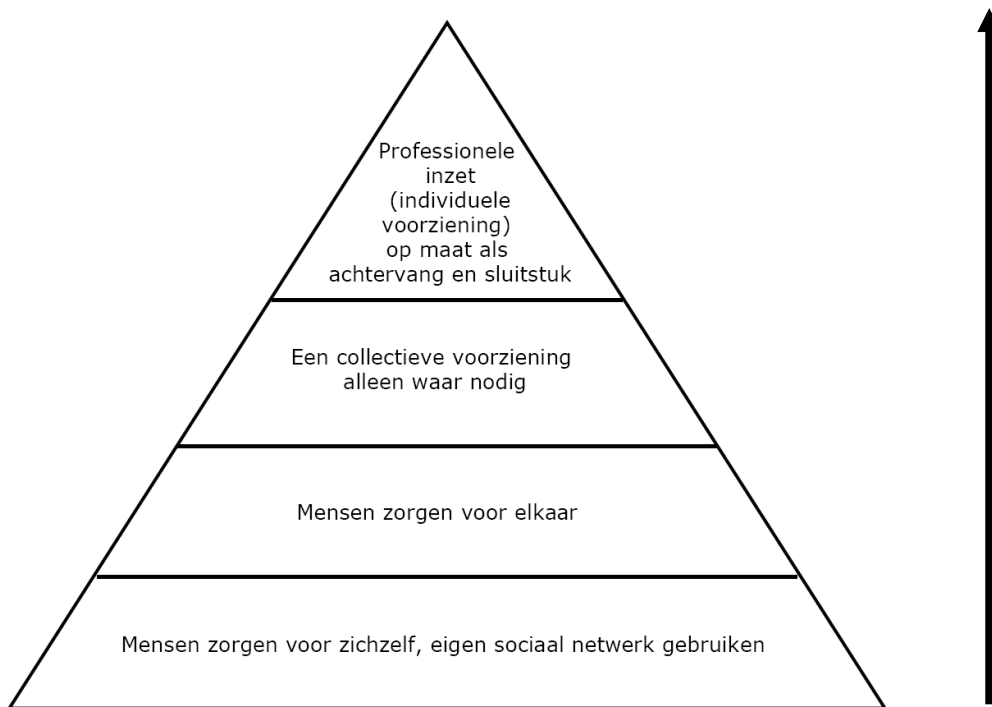 Professionele
inzet
(individuele
voorziening)
op maat als
achtervang en sluitstuk
Een collectieve voorziening
alleen waar nodig
Mensen zorgen voor elkaar
Mensen zorgen voor zichzelf, eigen sociaal netwerk gebruiken